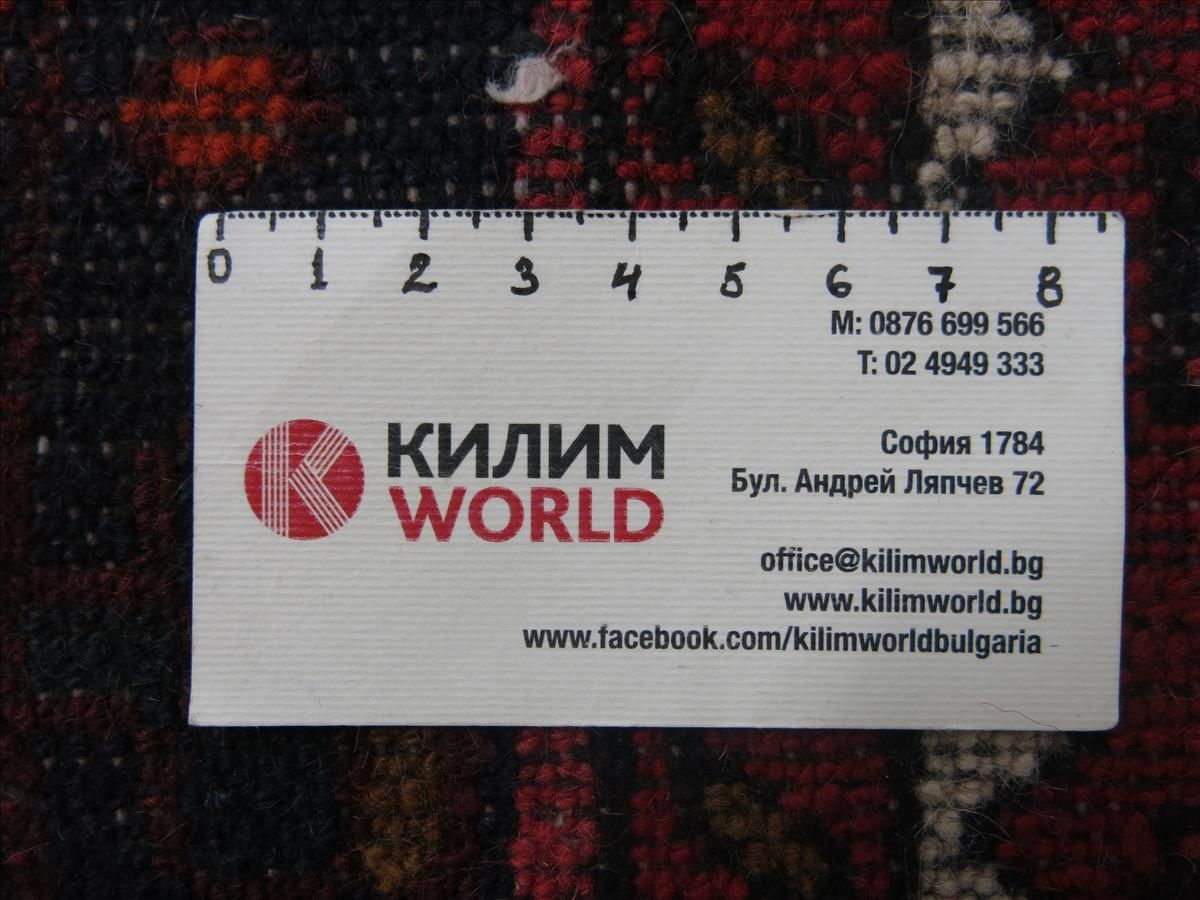 0 1 2 3 4 5 6 7 8
M: 0876 699 566
T: 02 4949 333
КИЛИМ
WORLD
София 1784
Бул. Андрей Ляпчев 72
office@kilimworld.bg
www.kilimworld.bg
www.facebook.com/kilimworldbulgaria